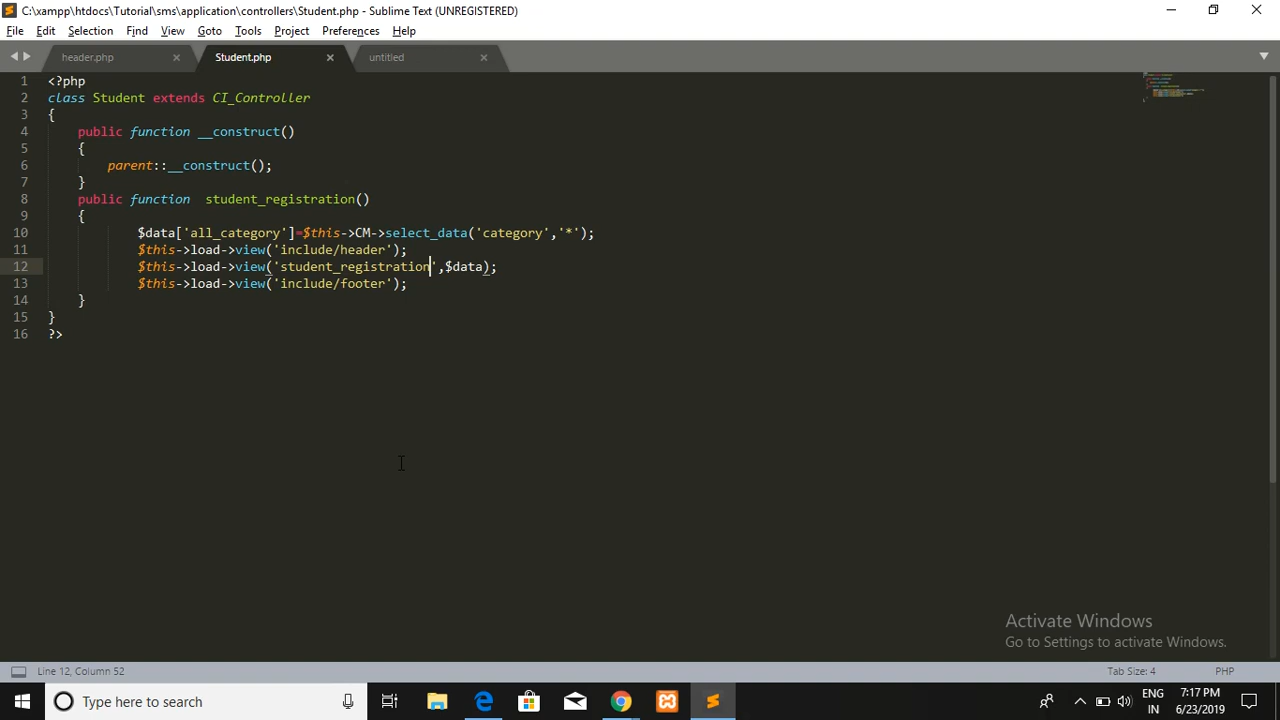 C:\xampp\htdocs\Tutorial\sms\application\controllers\Student.php - Sublime Text (UNREGISTERED)
File Edit Selection Find View Goto Tools Project Preferences Help
header.php Student.php untitled
1 <?php
2 class Student extends CI_Controller
3 {
4 public function __construct()
5 {
6 parent::__construct();
7 }
8 public function  student_registration()
9 {
10 $data['all_category']=$this->CM->select_data('category','*');
11 $this->load->view('include/header');
12 $this->load->view('student_registration',$data);
13 $this->load->view('include/footer');
14 }
15 }
16 ?>
Activate Windows
Go to Settings to activate Windows.
Line 12, Column 52 Tab Size: 4 PHP
Type here to search
ENG 7:17 PM
IN 6/23/2019